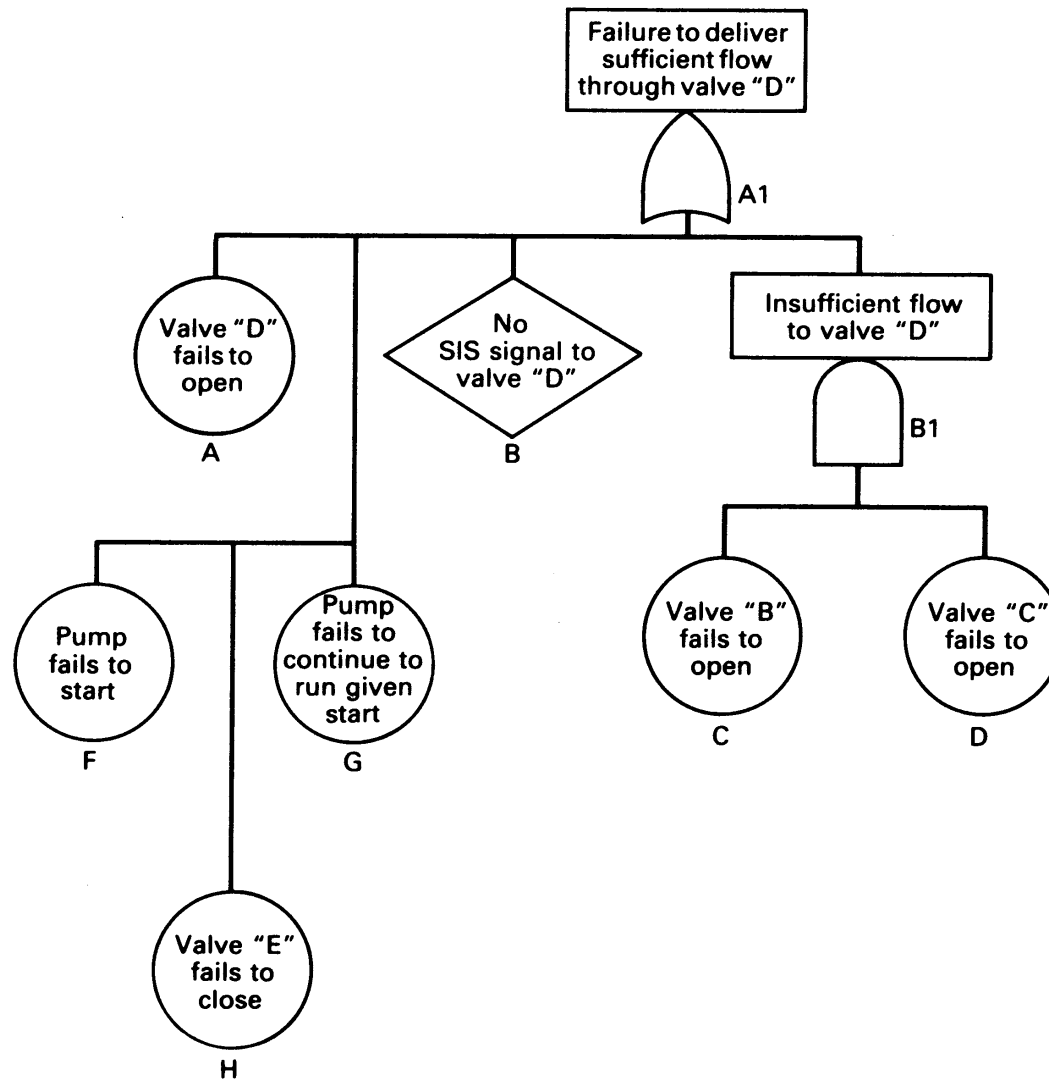 Failure to deliver
sufficient flow
through valve “D”
A1
Valve “D”
fails to
open
A
No
SIS signal to
valve “D”
B
Insufficient flow
to valve “D”
B1
Pump
fails to
start
F
Pump
fails to
continue to
run given
start
G
Valve “B”
fails to
open
C
Valve “C”
fails to
open
D
Valve “E”
fails to
close
H